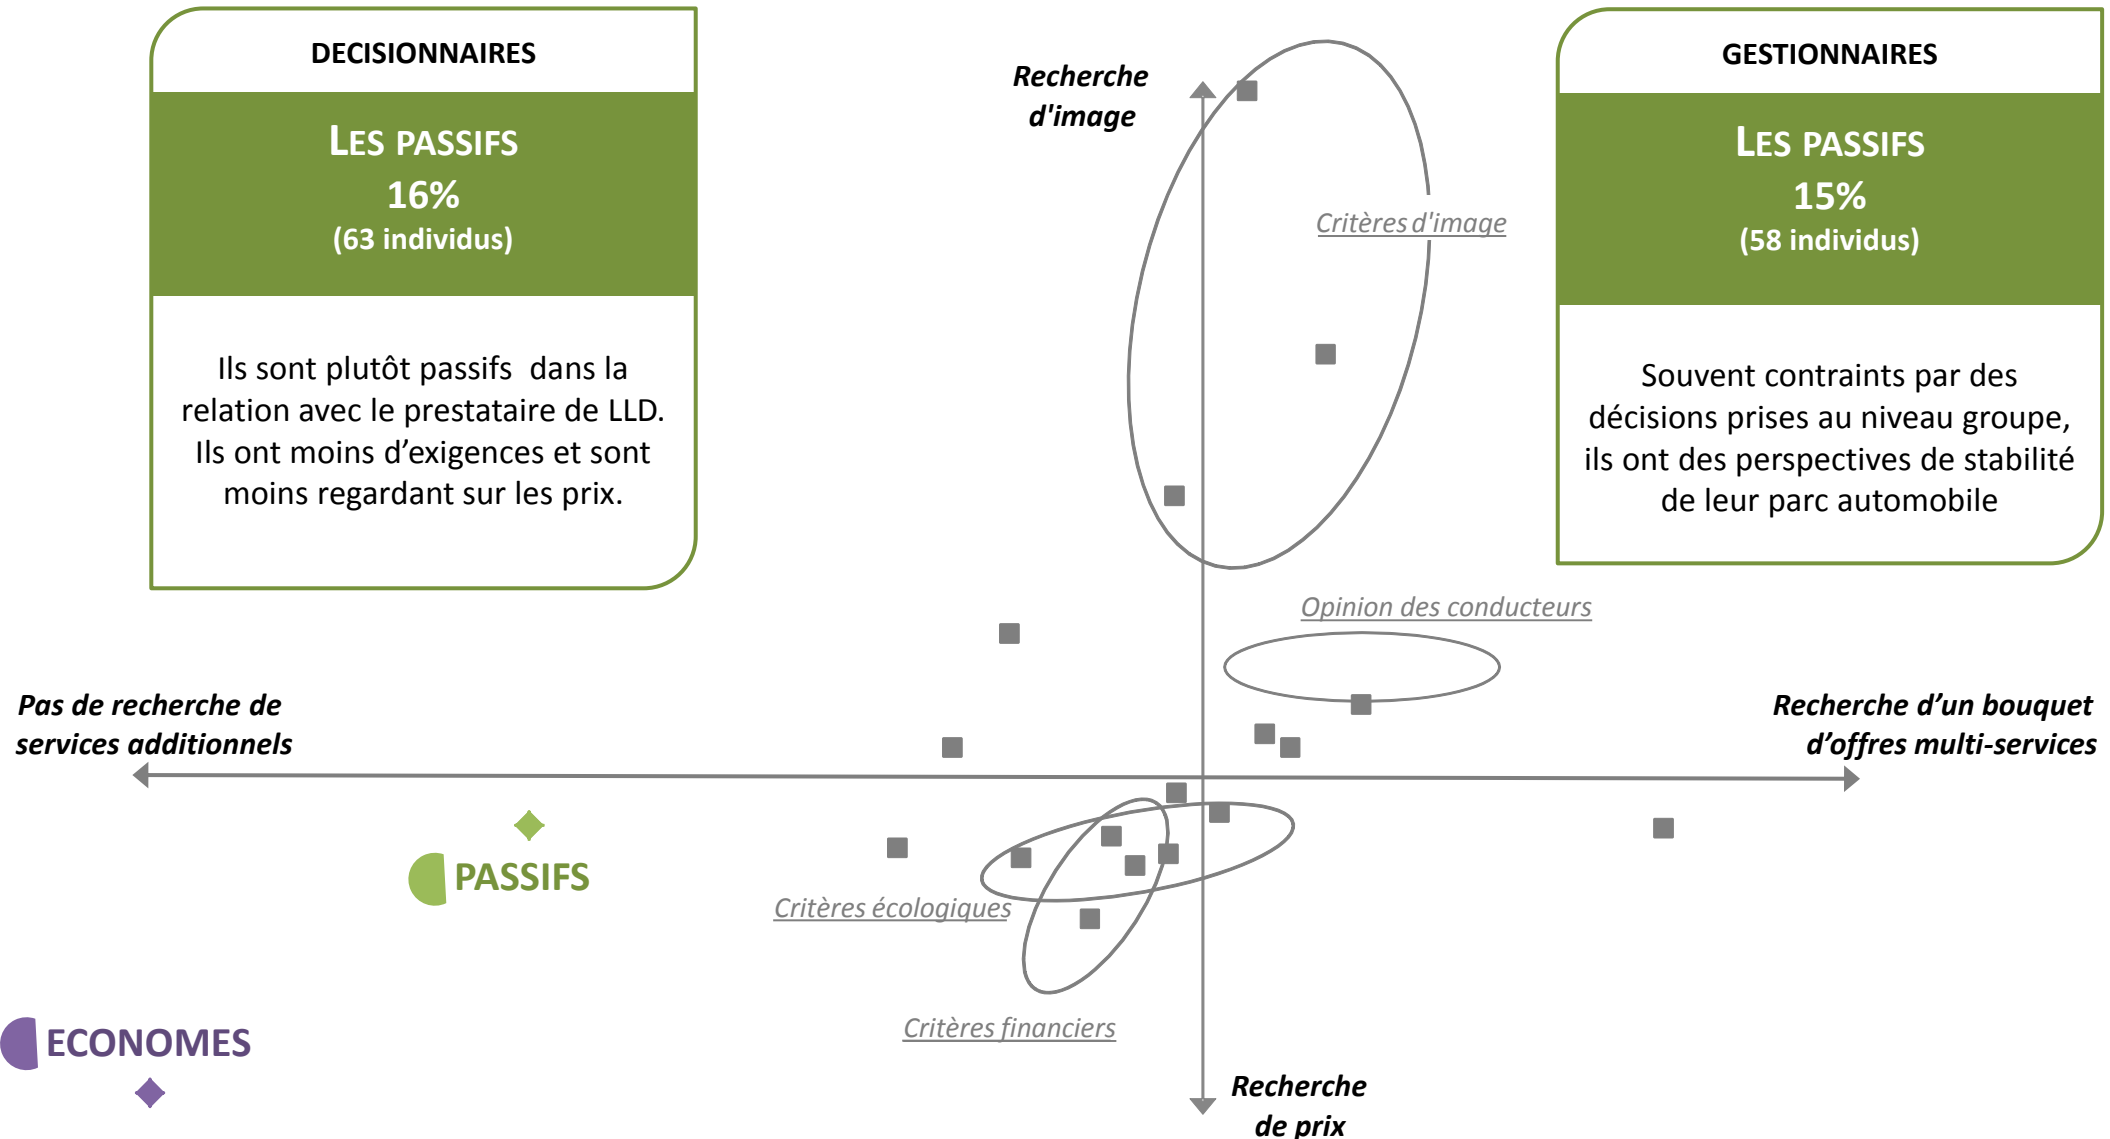 DECISIONNAIRES
LES PASSIFS
16%
(63 individus)
Ils sont plutôt passifs dans la
relation avec le prestataire de LLD.
Ils ont moins d’exigences et sont
moins regardant sur les prix.
Recherche
d'image
GESTIONNAIRES
LES PASSIFS
15%
(58 individus)
Souvent contraints par des
décisions prises au niveau groupe,
ils ont des perspectives de stabilité
de leur parc automobile
Critères d'image
Opinion des conducteurs
Pas de recherche de
services additionnels
Recherche d’un bouquet
d’offres multi-services
PASSIFS
Critères écologiques
Critères financiers
ECONOMES
Recherche
de prix